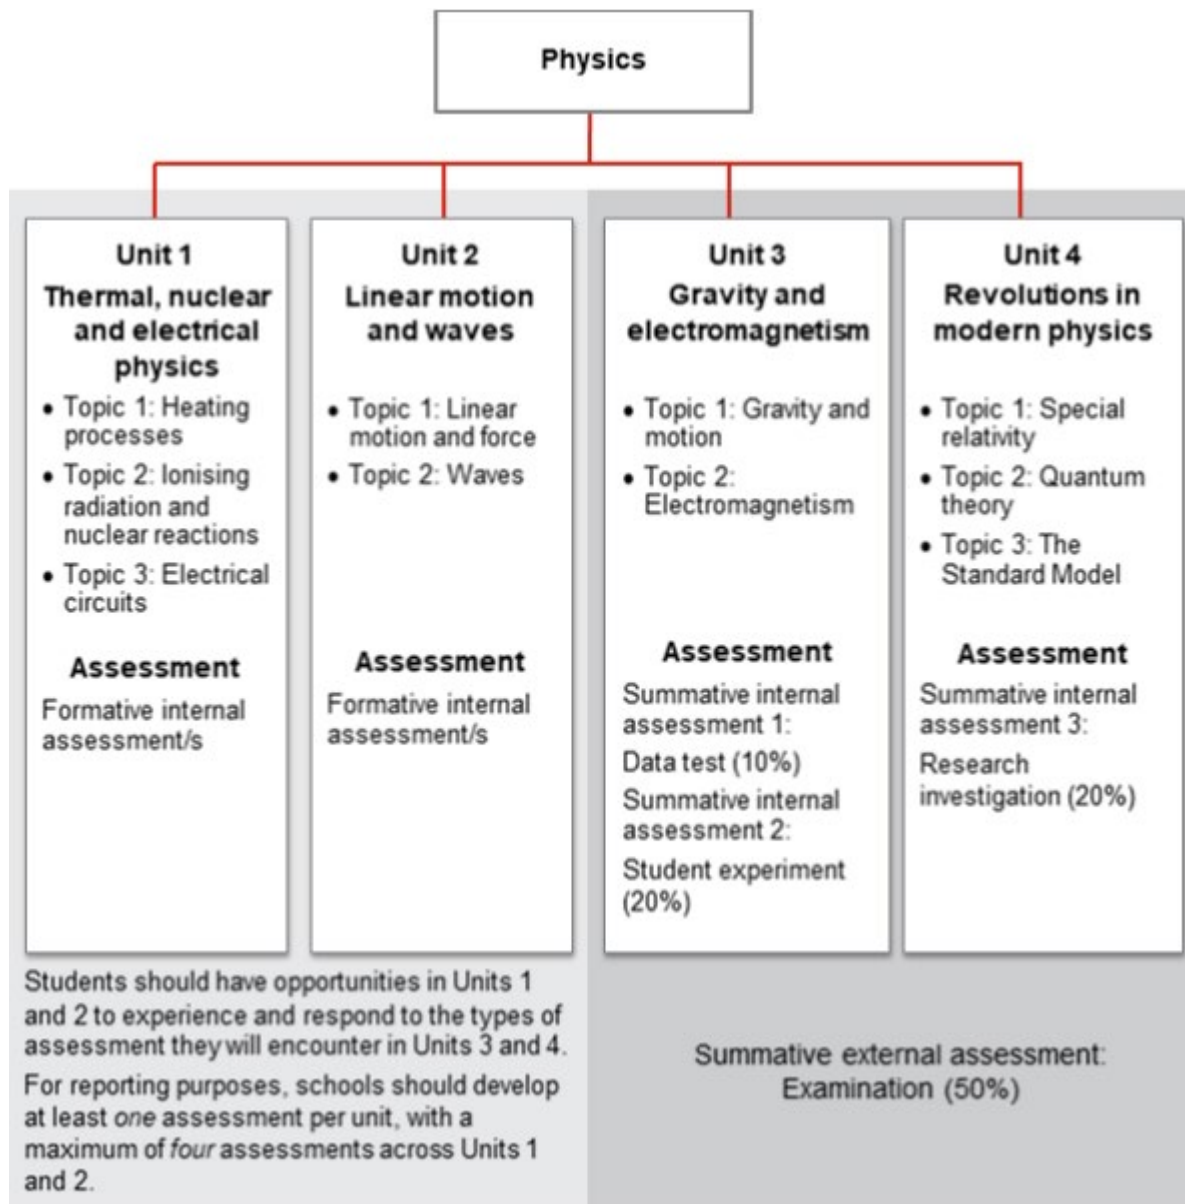 Physics
Unit 1
Thermal, nuclear
and electrical
physics
• Topic 1: Heating
processes
• Topic 2: Ionising
radiation and
nuclear reactions
• Topic 3: Electrical
circuits
Assessment
Formative internal
assessment/s
Unit 2
Linear motion
and waves
• Topic 1: Linear
motion and force
• Topic 2: Waves
Assessment
Formative internal
assessment/s
Unit 3
Gravity and
electromagnetism
• Topic 1: Gravity and
motion
• Topic 2:
Electromagnetism
Assessment
Summative internal
assessment 1:
Data test (10%)
Summative internal
assessment 2:
Student experiment
(20%)
Unit 4
Revolutions in
modern physics
• Topic 1: Special
relativity
• Topic 2: Quantum
theory
• Topic 3: The
Standard Model
Assessment
Summative internal
assessment 3:
Research
investigation (20%)
Students should have opportunities in Units 1
and 2 to experience and respond to the types of
assessment they will encounter in Units 3 and 4.
For reporting purposes, schools should develop
at least one assessment per unit, with a
maximum of four assessments across Units 1
and 2.
Summative external assessment:
Examination (50%)